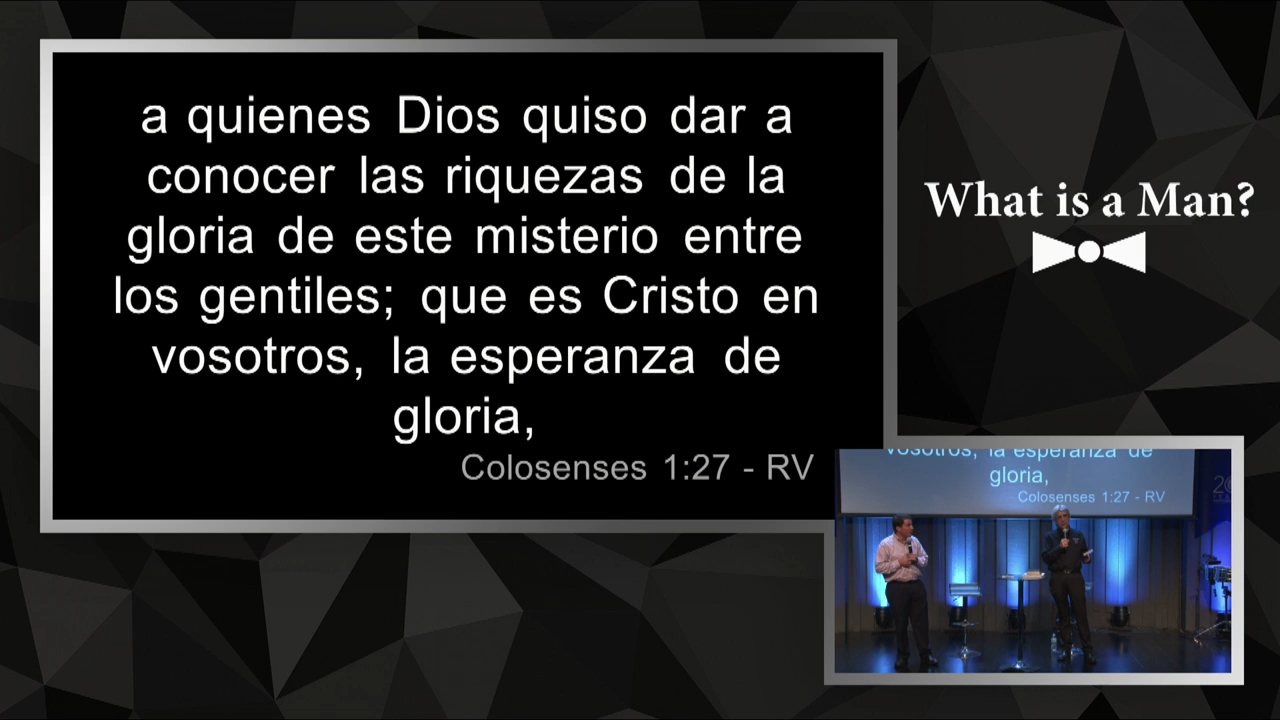 a quienes Dios quiso dar a
conocer las riquezas de la
gloria de este misterio entre
los gentiles; que es Cristo en
vosotros, la esperanza de
gloria,
Colosenses 1:27 - RV
What is a Man?
vosotros, la esperanza de
gloria,
Colosenses 1:27 - RV